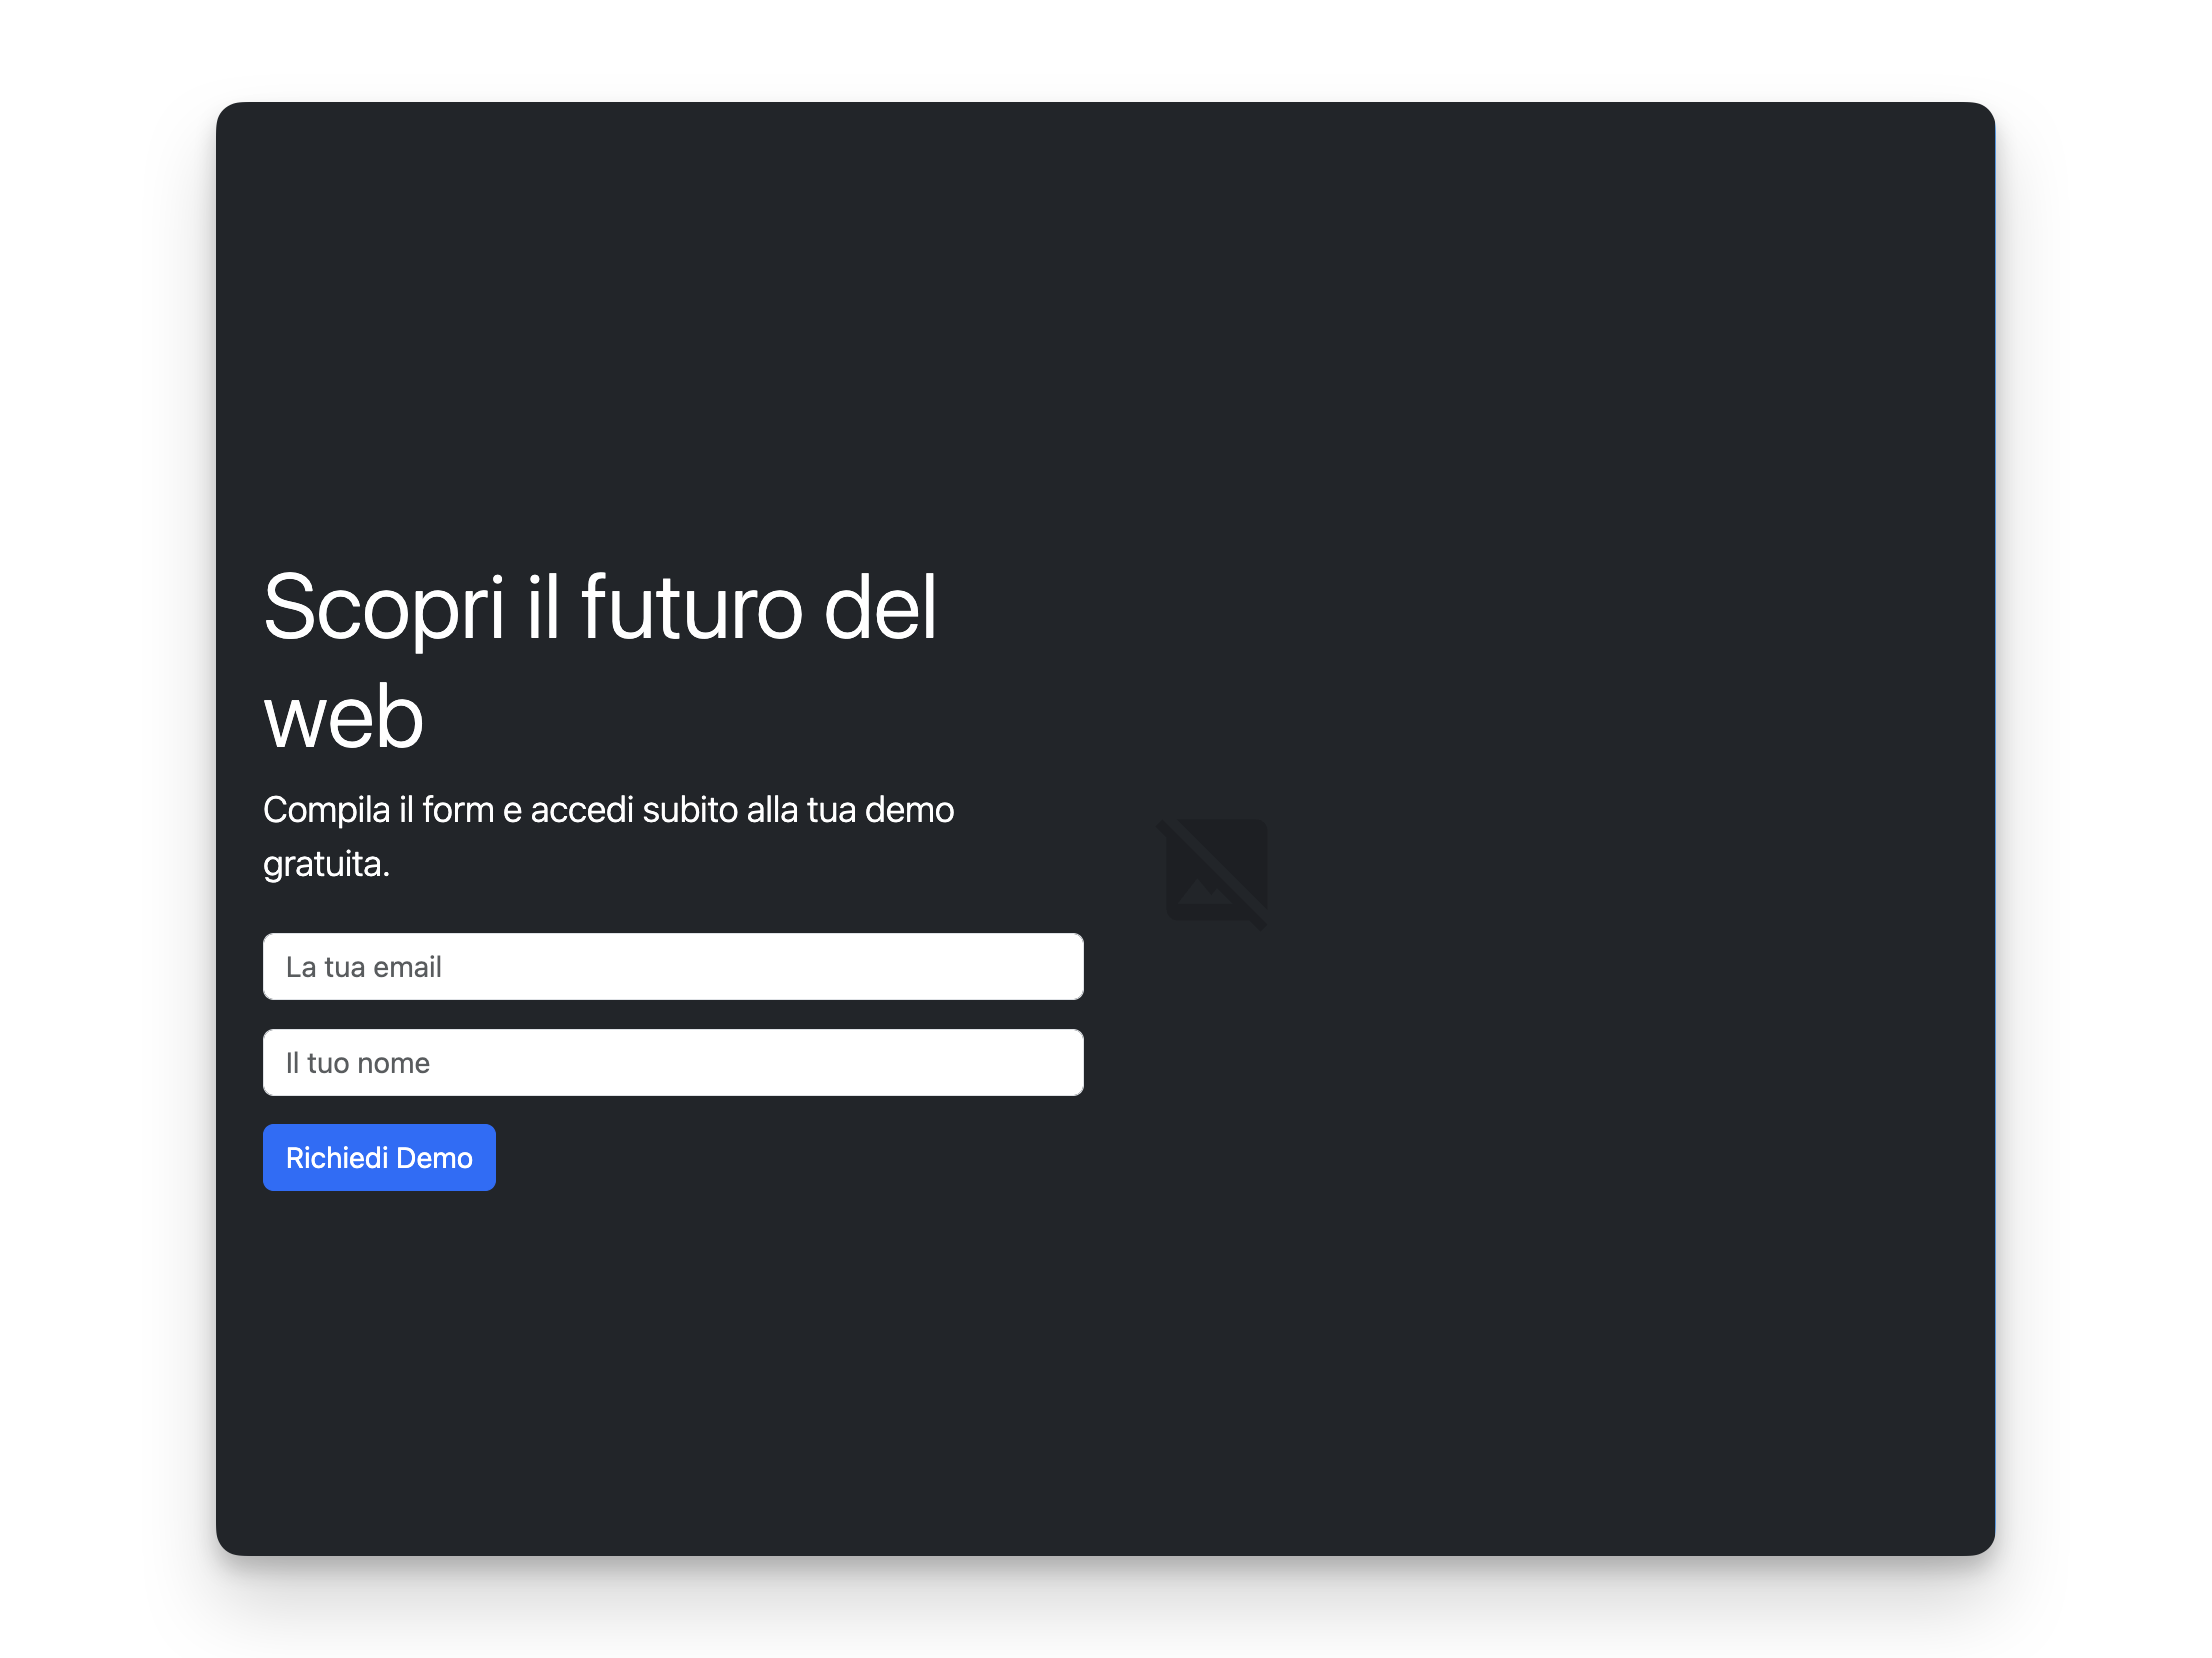 Scopri il futuro del
web
Compila il form e accedi subito alla tua demo
gratuita.
La tua email
Il tuo nome
Richiedi Demo